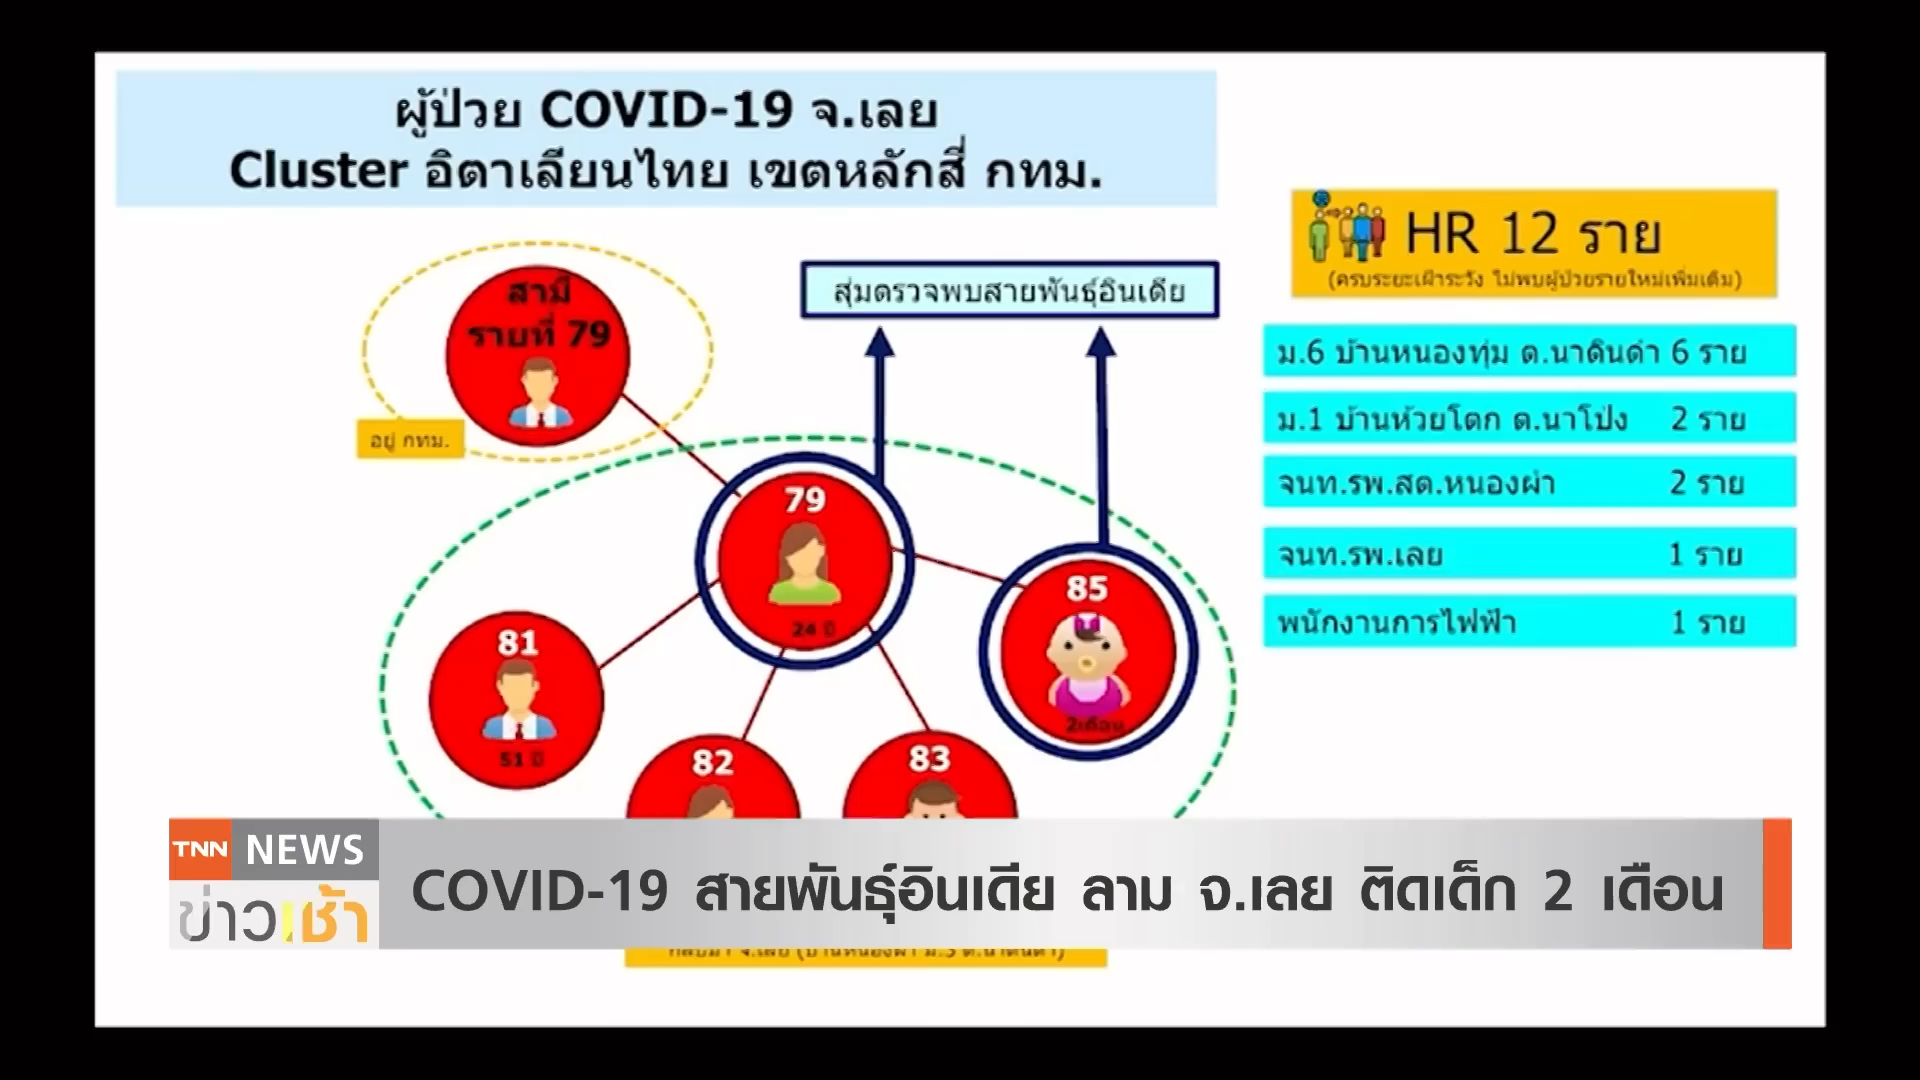 ผู้ป่วย COVID-19 จ.เลย
Cluster อิตาเลียนไทย เขตหลักสี่ กทม.
HR 12 ราย
(ครบระยะเฝ้าระวัง ไม่พบผู้ป่วยรายใหม่เพิ่มเติม)
สุ่มตรวจพบสายพันธุ์อินเดีย
สามี
รายที่ 79
อยู่ กทม.
ม.6 บ้านหนองทุ่ม ต.นาดินดำ 6 ราย
ม.1 บ้านห้วยโตก ต.นาโป่ง 2 ราย
จนท.รพ.สต.หนองผำ 2 ราย
จนท.รพ.เลย 1 ราย
พนักงานการไฟฟ้า 1 ราย
79
24 ปี
85
2เดือน
81
51 ปี
82
83
TNN NEWS
ข่าวเช้า
COVID-19 สายพันธุ์อินเดีย ลาม จ.เลย ติดเด็ก 2 เดือน